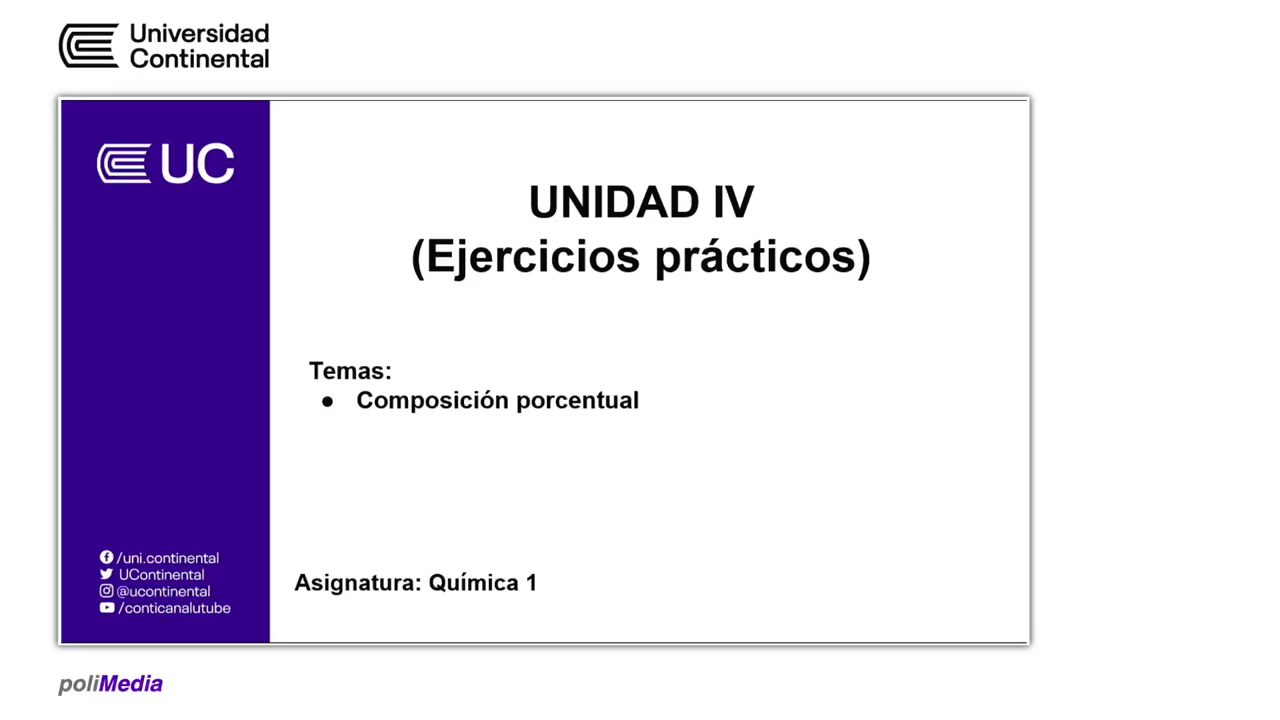 Universidad
Continental
UC
UNIDAD IV
(Ejercicios prácticos)
Temas:
● Composición porcentual
/uni.continental
UContinental
@ucontinental
/conticanalutube
Asignatura: Química 1
poliMedia